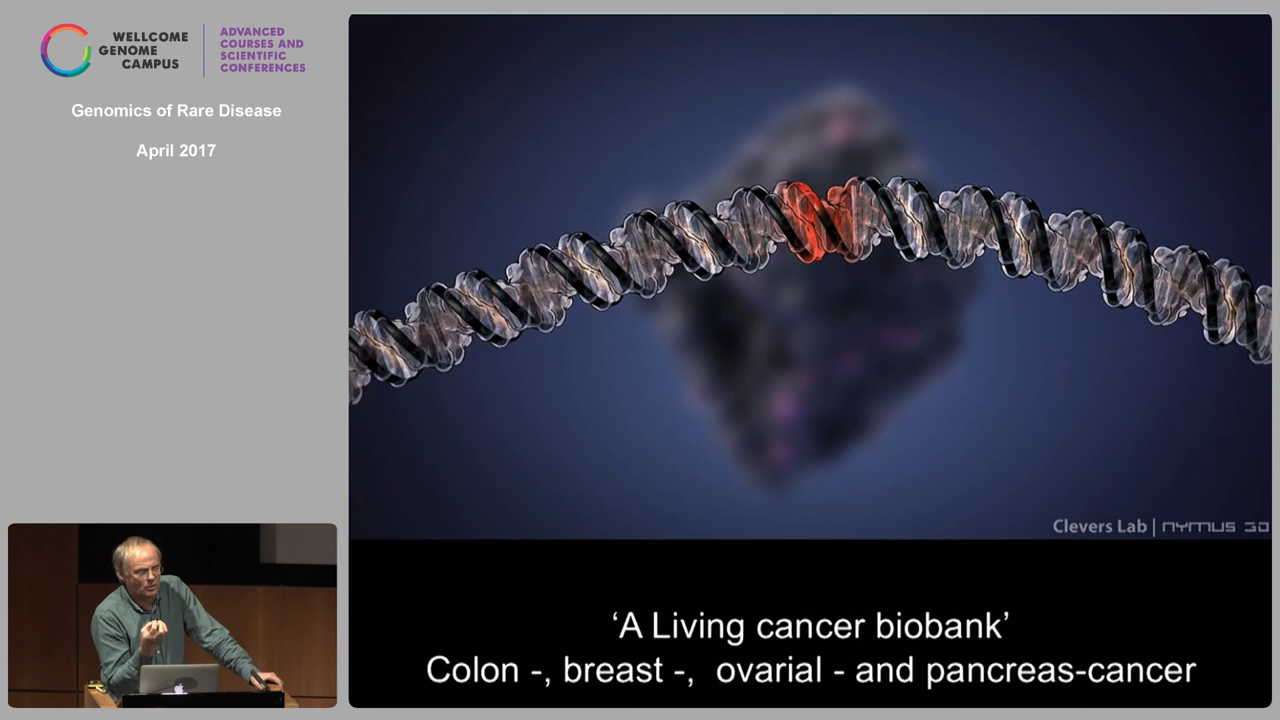 WELLCOME
GENOME
CAMPUS
ADVANCED
COURSES AND
SCIENTIFIC
CONFERENCES
Genomics of Rare Disease
April 2017
Clevers Lab | NYMUS 3D
‘A Living cancer biobank’
Colon -, breast -, ovarial - and pancreas-cancer